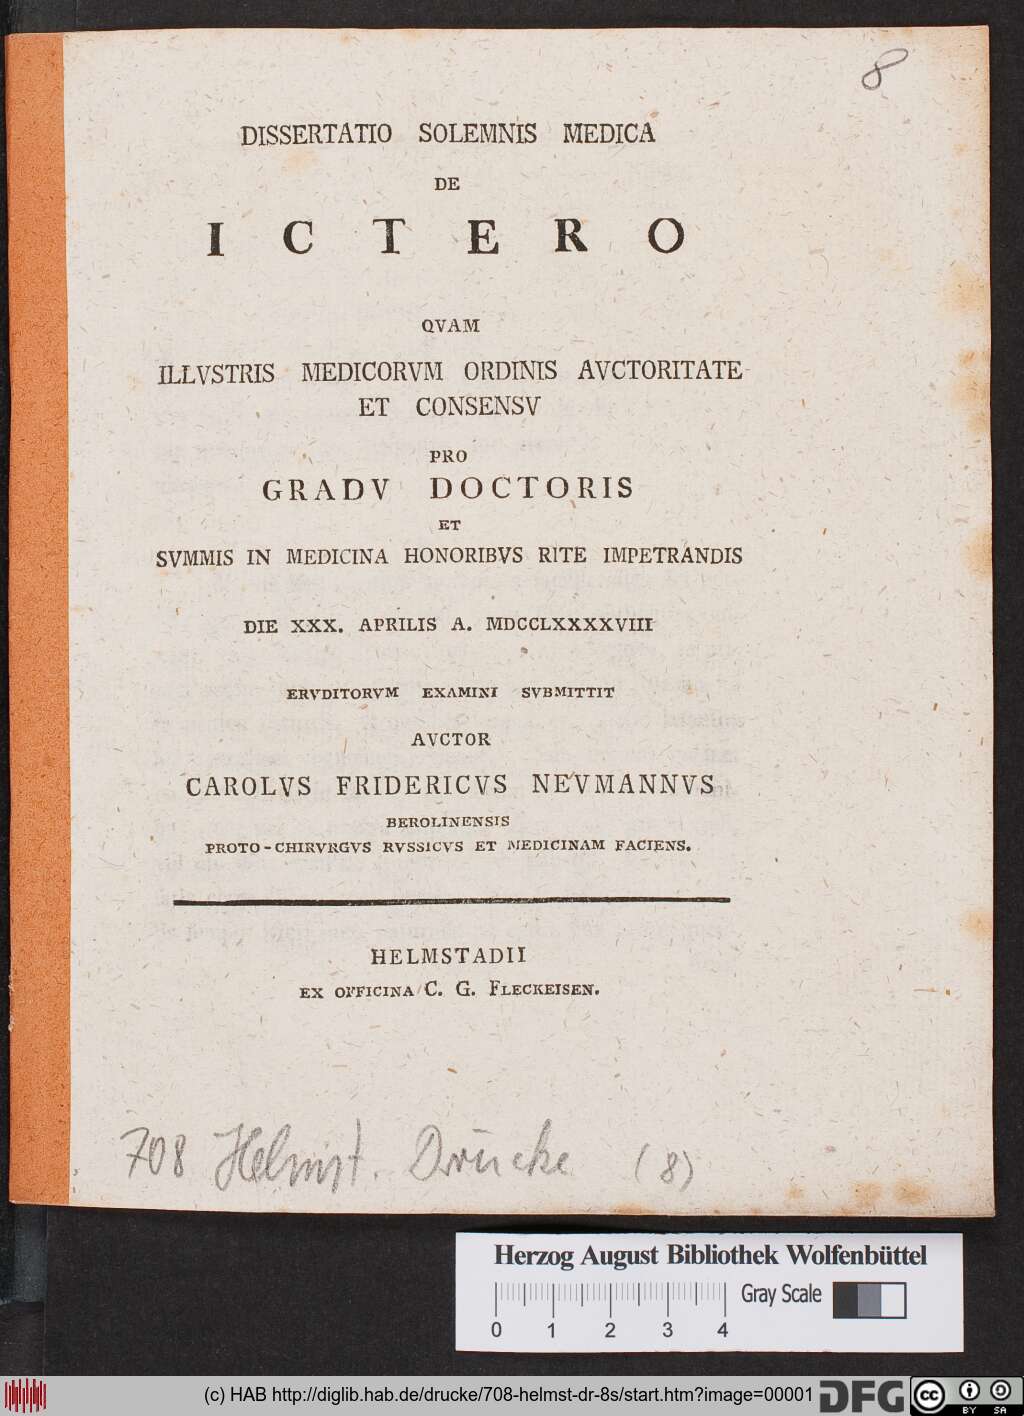 8
DISSERTATIO SOLEMNIS MEDICA
DE
ICTERO
QVAM
ILLVSTRIS MEDICORVM ORDINIS AVCTORITATE
ET CONSENSV
PRO
GRADV DOCTORIS
ET
SVMMIS IN MEDICINA HONORIBVS RITE IMPETRANDIS
DIE XXX. APRILIS A. MDCCLXXXXVIII
ERVDITORVM EXAMINI SVBMITTIT
AVCTOR
CAROLVS FRIDERICVS NEVMANNVS
BEROLINENSIS
PROTO-CHIRVRGVS RVSSICVS ET MEDICINAM FACIENS.
HELMSTADII
EX OFFICINA C. G. FLECKEISEN.
708 Helmst. Drucke (8)
Herzog August Bibliothek Wolfenbüttel
Gray Scale
0 1 2 3 4
(c) HAB http://diglib.hab.de/drucke/708-helmst-dr-8s/start.htm?image=00001
DFG
cc BY SA